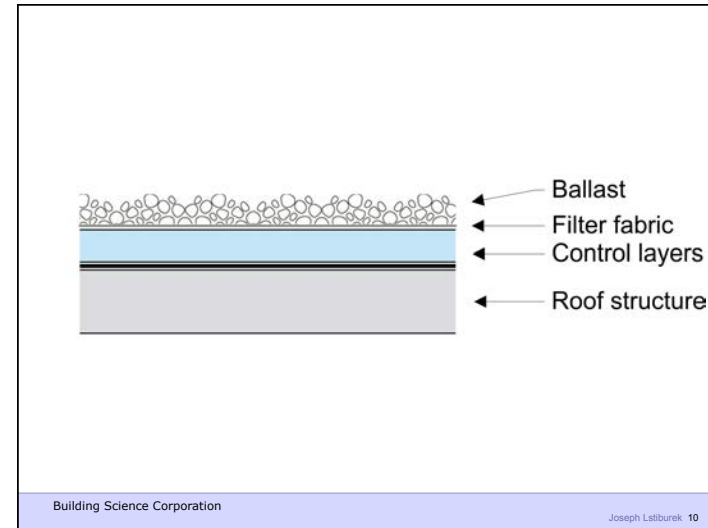 Ballast
Filter fabric
Control layers
Roof structure
Building Science Corporation
Joseph Lstiburek 10